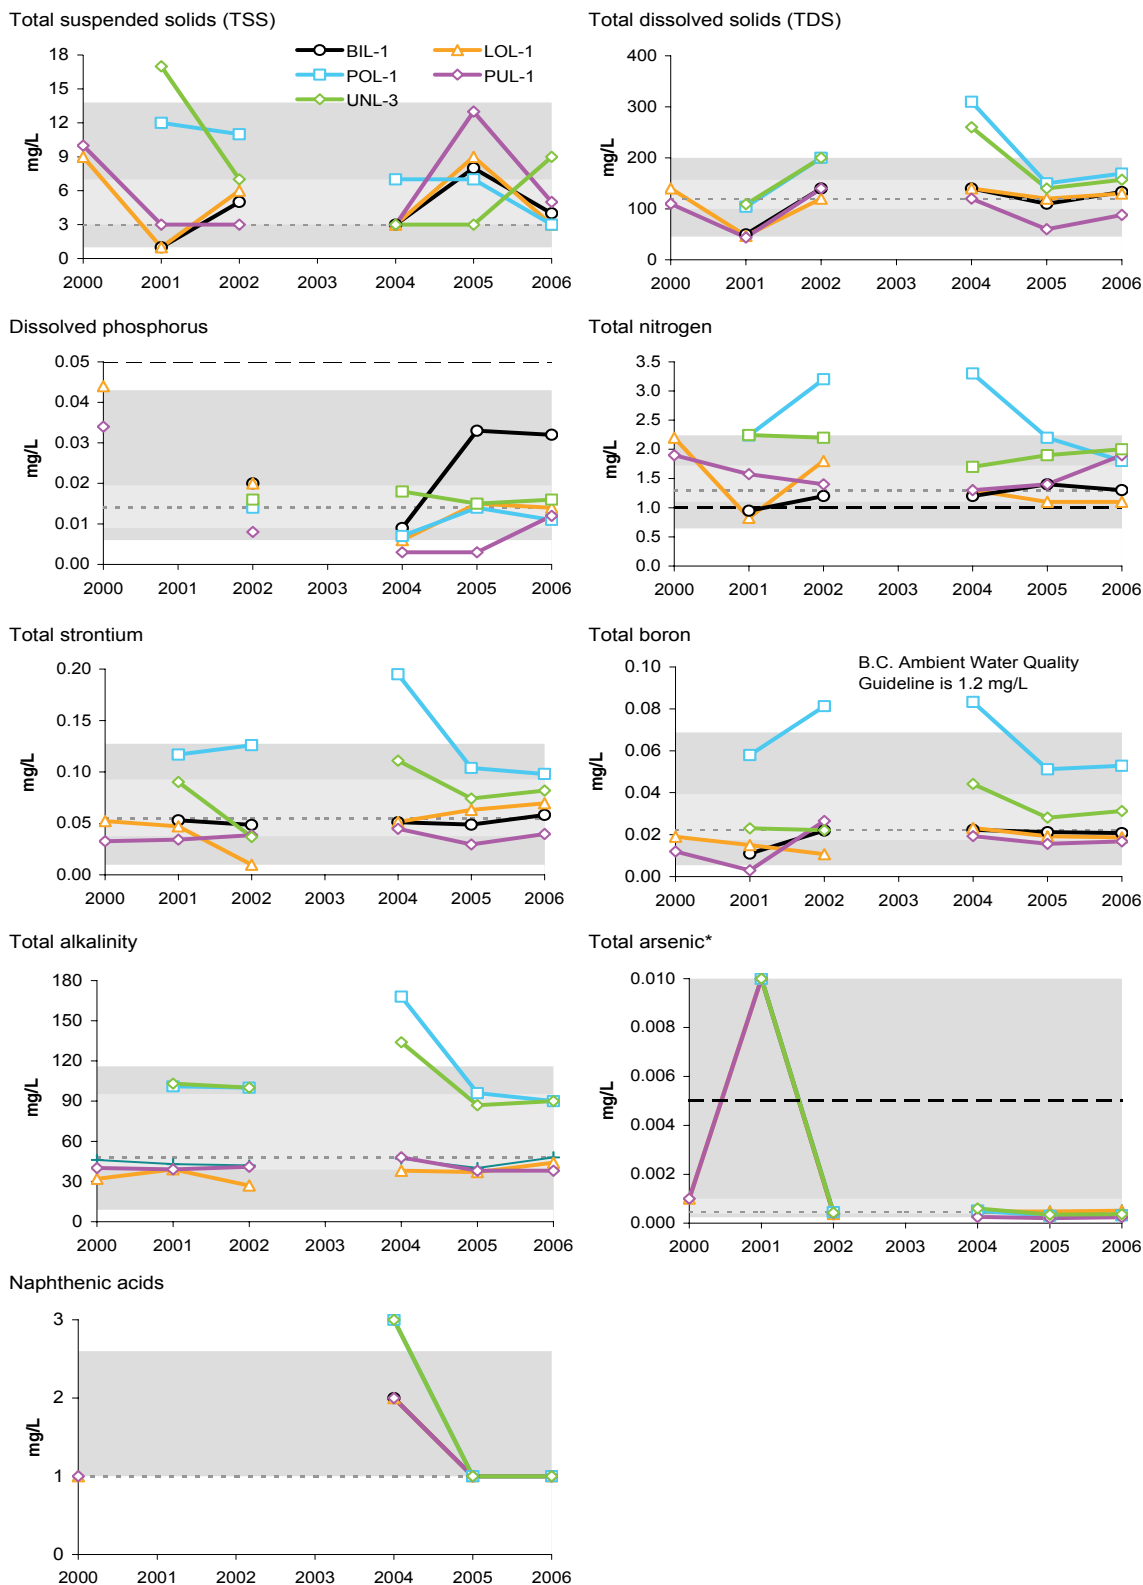 Total suspended solids (TSS)
18
15
12
9
6
3
0
mg/L
BIL-1
LOL-1
POL-1
PUL-1
UNL-3
2000 2001 2002 2003 2004 2005 2006
Total dissolved solids (TDS)
400
300
200
100
0
mg/L
2000 2001 2002 2003 2004 2005 2006
Dissolved phosphorus
0.05
0.04
0.03
0.02
0.01
0.00
mg/L
2000 2001 2002 2003 2004 2005 2006
Total nitrogen
3.5
3.0
2.5
2.0
1.5
1.0
0.5
0.0
mg/L
2000 2001 2002 2003 2004 2005 2006
Total strontium
0.20
0.15
0.10
0.05
0.00
mg/L
2000 2001 2002 2003 2004 2005 2006
Total boron
B.C. Ambient Water Quality
Guideline is 1.2 mg/L
0.10
0.08
0.06
0.04
0.02
0.00
mg/L
2000 2001 2002 2003 2004 2005 2006
Total alkalinity
180
150
120
90
60
30
0
mg/L
2000 2001 2002 2003 2004 2005 2006
Total arsenic*
0.010
0.008
0.006
0.004
0.002
0.000
mg/L
2000 2001 2002 2003 2004 2005 2006
Naphthenic acids
3
2
1
0
mg/L
2000 2001 2002 2003 2004 2005 2006